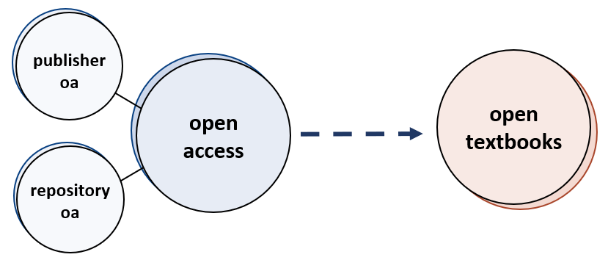 publisher
oa
repository
oa
open
access
open
textbooks